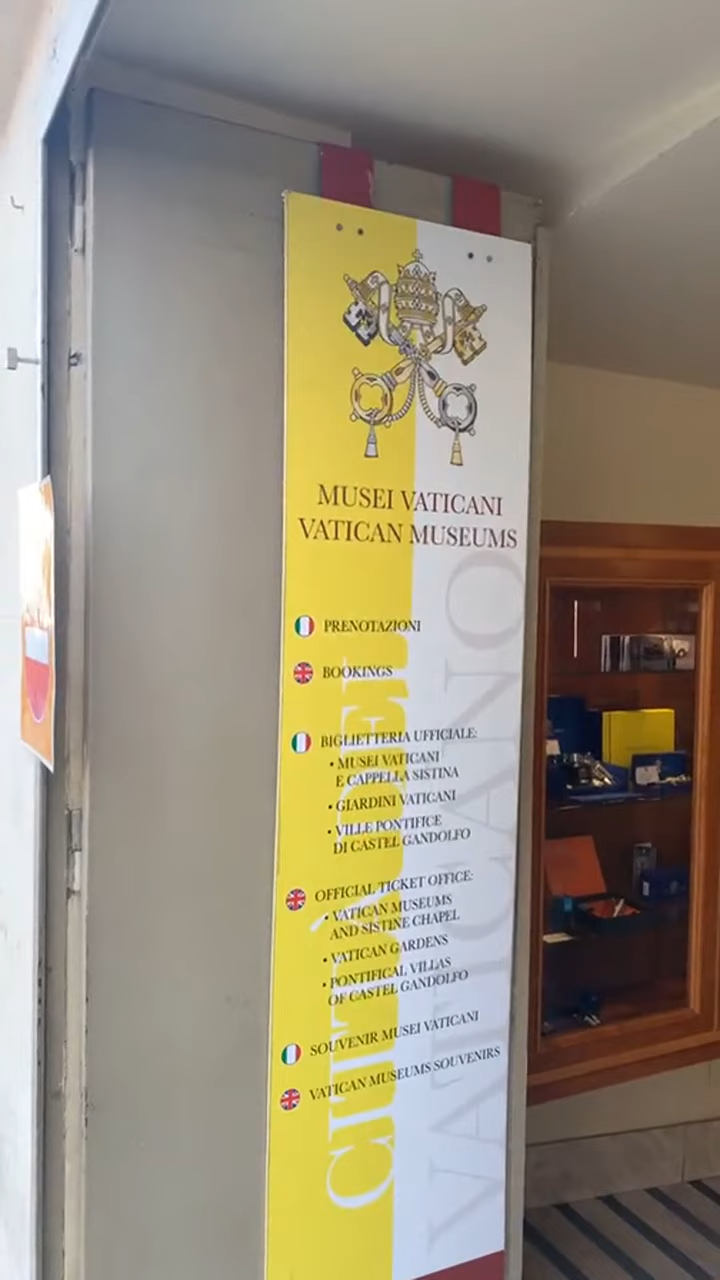 MUSEI VATICANI
VATICAN MUSEUMS
PRENOTAZIONI
BOOKINGS
BIGLIETTERIA UFFICIALE:
• MUSEI VATICANI
E CAPPELLA SISTINA
• GIARDINI VATICANI
• VILLE PONTIFICE
DI CASTEL GANDOLFO
OFFICIAL TICKET OFFICE:
• VATICAN MUSEUMS
AND SISTINE CHAPEL
• VATICAN GARDENS
• PONTIFICAL VILLAS
OF CASTEL GANDOLFO
SOUVENIR MUSEI VATICANI
VATICAN MUSEUMS SOUVENIRS
CITTÀ DEL
VATICANO